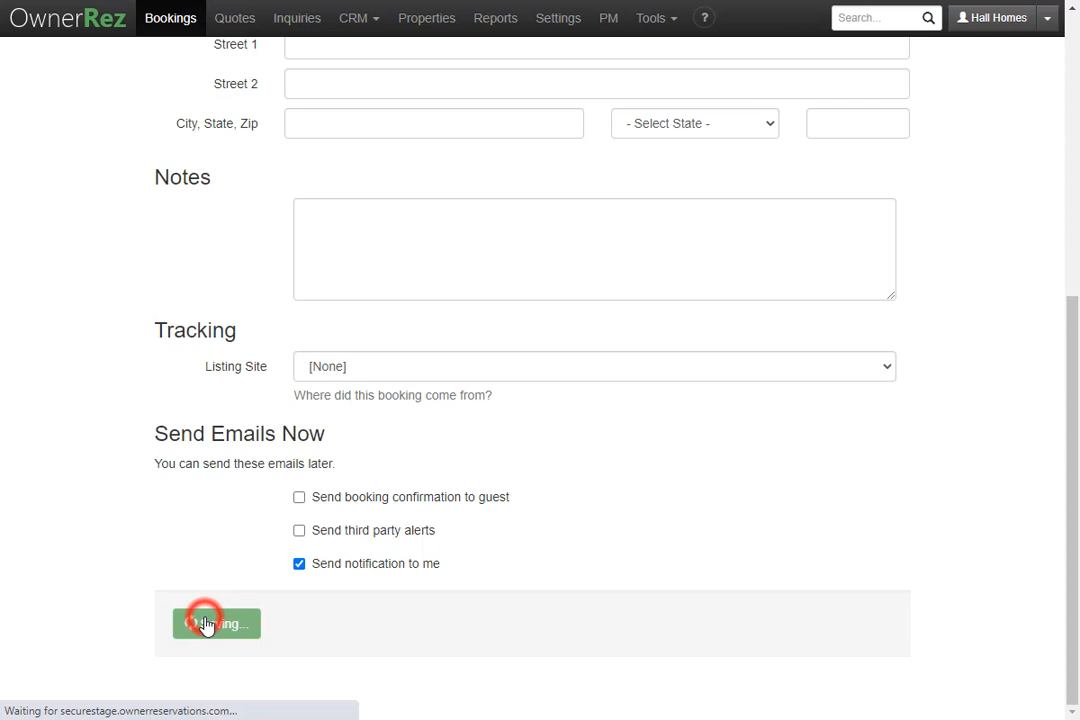 OwnerRez Bookings Quotes Inquiries CRM Properties Reports Settings PM Tools ? Search... Hall Homes
Street 1
Street 2
City, State, Zip - Select State -
Notes
Tracking
Listing Site [None]
Where did this booking come from?
Send Emails Now
You can send these emails later.
Send booking confirmation to guest
Send third party alerts
Send notification to me
Saving...
Waiting for securestage.ownerreservations.com...